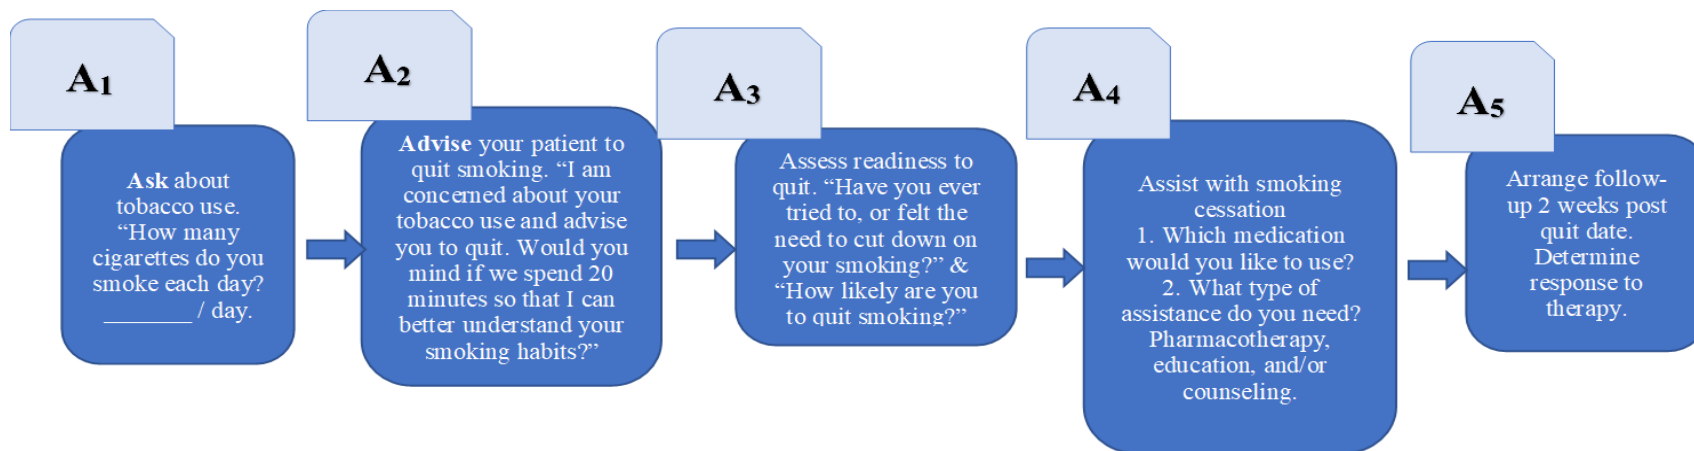 A1
Ask about
tobacco use.
“How many
cigarettes do you
smoke each day?
_______ / day.
A2
Advise your patient to
quit smoking. “I am
concerned about your
tobacco use and advise
you to quit. Would you
mind if we spend 20
minutes so that I can
better understand your
smoking habits?”
A3
Assess readiness to
quit. “Have you ever
tried to, or felt the
need to cut down on
your smoking?” &
“How likely are you
to quit smoking?”
A4
Assist with smoking
cessation
1. Which medication
would you like to use?
2. What type of
assistance do you need?
Pharmacotherapy,
education, and/or
counseling.
A5
Arrange follow-
up 2 weeks post
quit date.
Determine
response to
therapy.